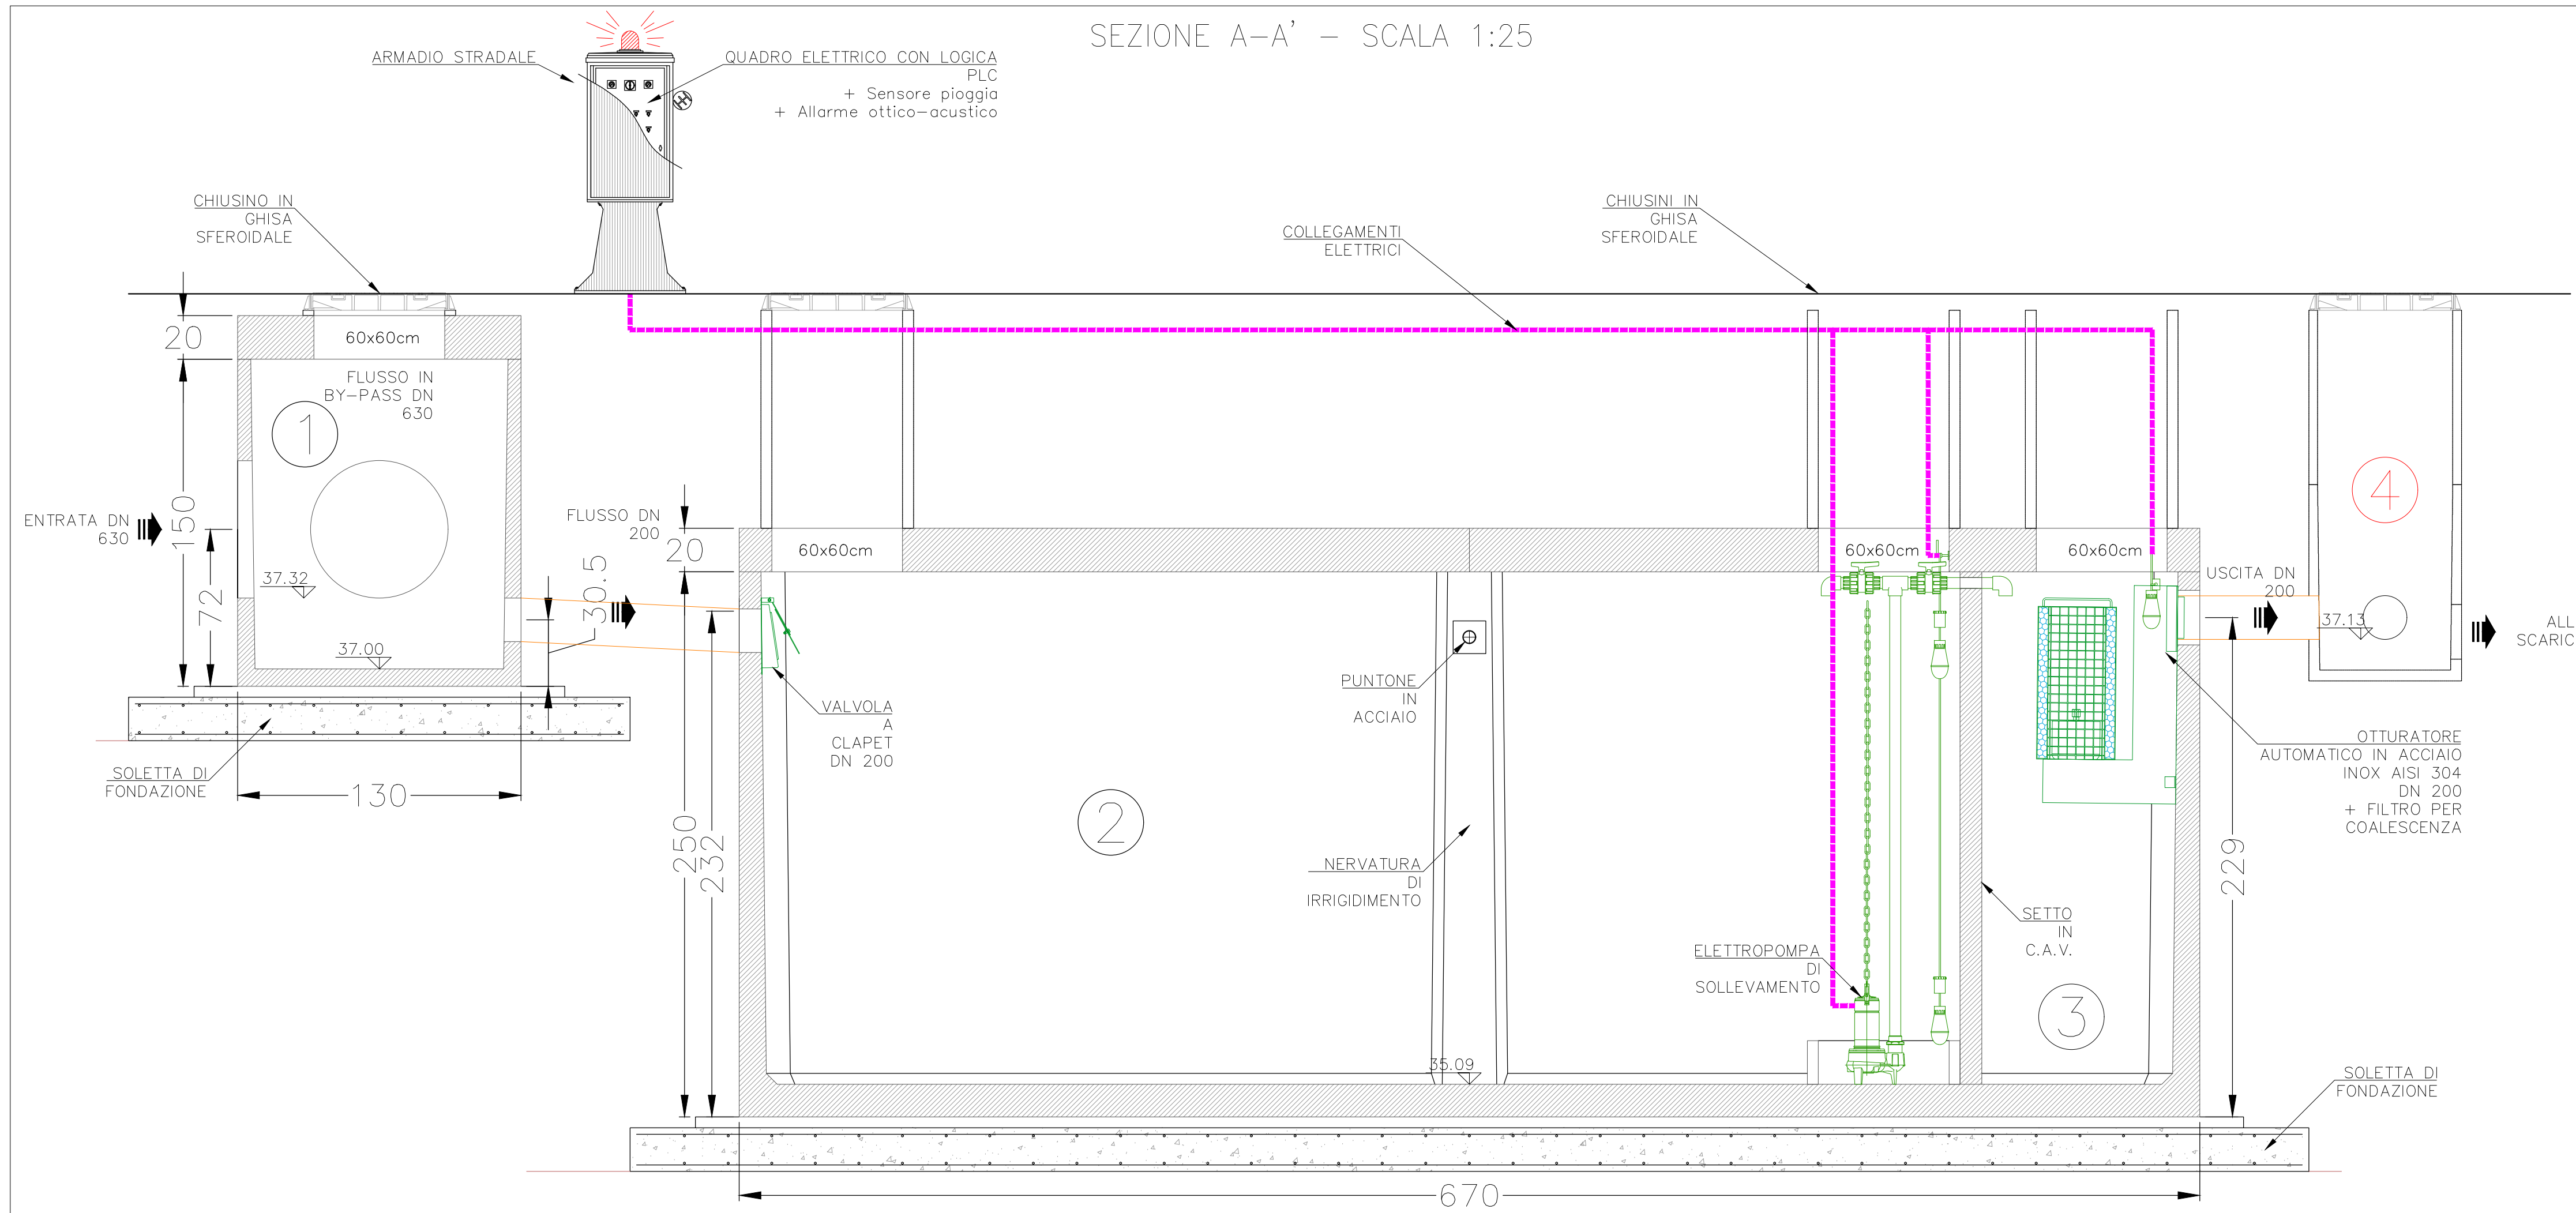 SEZIONE A-A' - SCALA 1:25
ARMADIO STRADALE
QUADRO ELETTRICO CON LOGICA
PLC
+ Sensore pioggia
+ Allarme ottico-acustico
CHIUSINO IN
GHISA
SFEROIDALE
COLLEGAMENTI
ELETTRICI
CHIUSINI IN
GHISA
SFEROIDALE
20
60x60cm
FLUSSO IN
BY-PASS DN
630
1
150
ENTRATA DN
630
72
37.32
37.00
30.5
FLUSSO DN
200
20
60x60cm
60x60cm
60x60cm
USCITA DN
200
4
37.13
ALL
SCARIC
SOLETTA DI
FONDAZIONE
130
VALVOLA
A
CLAPET
DN 200
250
232
2
PUNTONE
IN
ACCIAIO
NERVATURA
DI
IRRIGIDIMENTO
ELETTROPOMPA
DI
SOLLEVAMENTO
35.09
SETTO
IN
C.A.V.
3
229
OTTURATORE
AUTOMATICO IN ACCIAIO
INOX AISI 304
DN 200
+ FILTRO PER
COALESCENZA
SOLETTA DI
FONDAZIONE
670